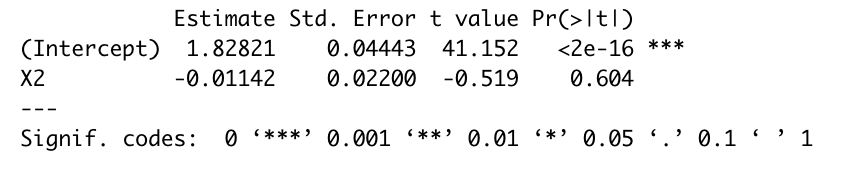 Estimate Std. Error t value Pr(>|t|)
(Intercept) 1.82821 0.04443 41.152 <2e-16 ***
X2 -0.01142 0.02200 -0.519 0.604
---
Signif. codes: 0 ‘***’ 0.001 ‘**’ 0.01 ‘*’ 0.05 ‘.’ 0.1 ‘ ’ 1